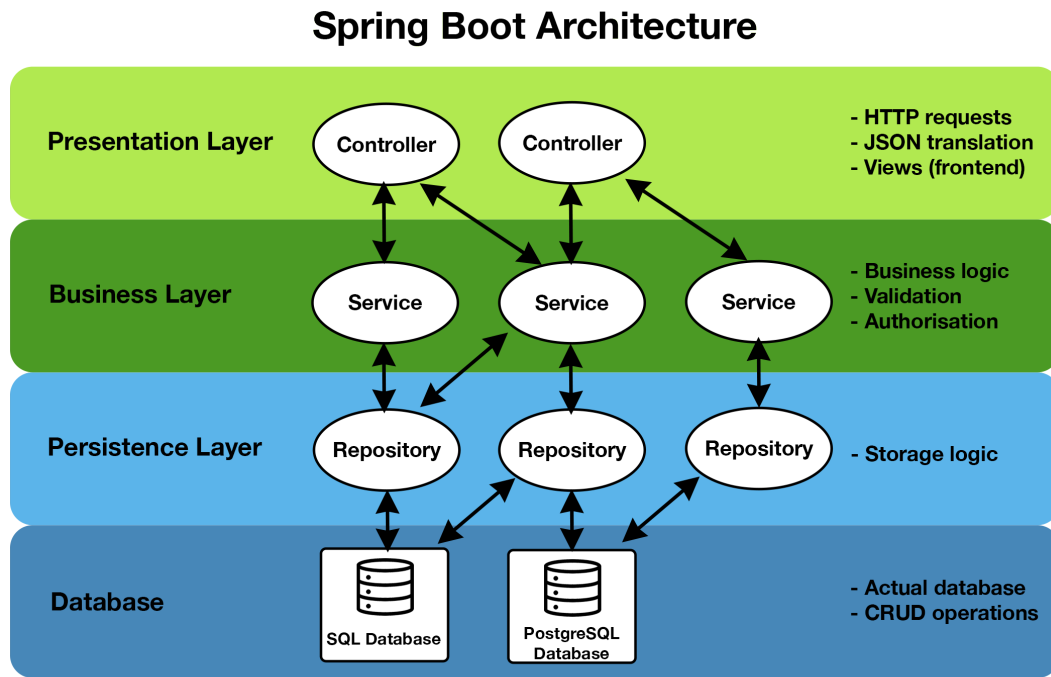 Spring Boot Architecture
Presentation Layer
Controller
Controller
- HTTP requests
- JSON translation
- Views (frontend)
Business Layer
Service
Service
Service
- Business logic
- Validation
- Authorisation
Persistence Layer
Repository
Repository
Repository
- Storage logic
Database
SQL Database
PostgreSQL
Database
- Actual database
- CRUD operations